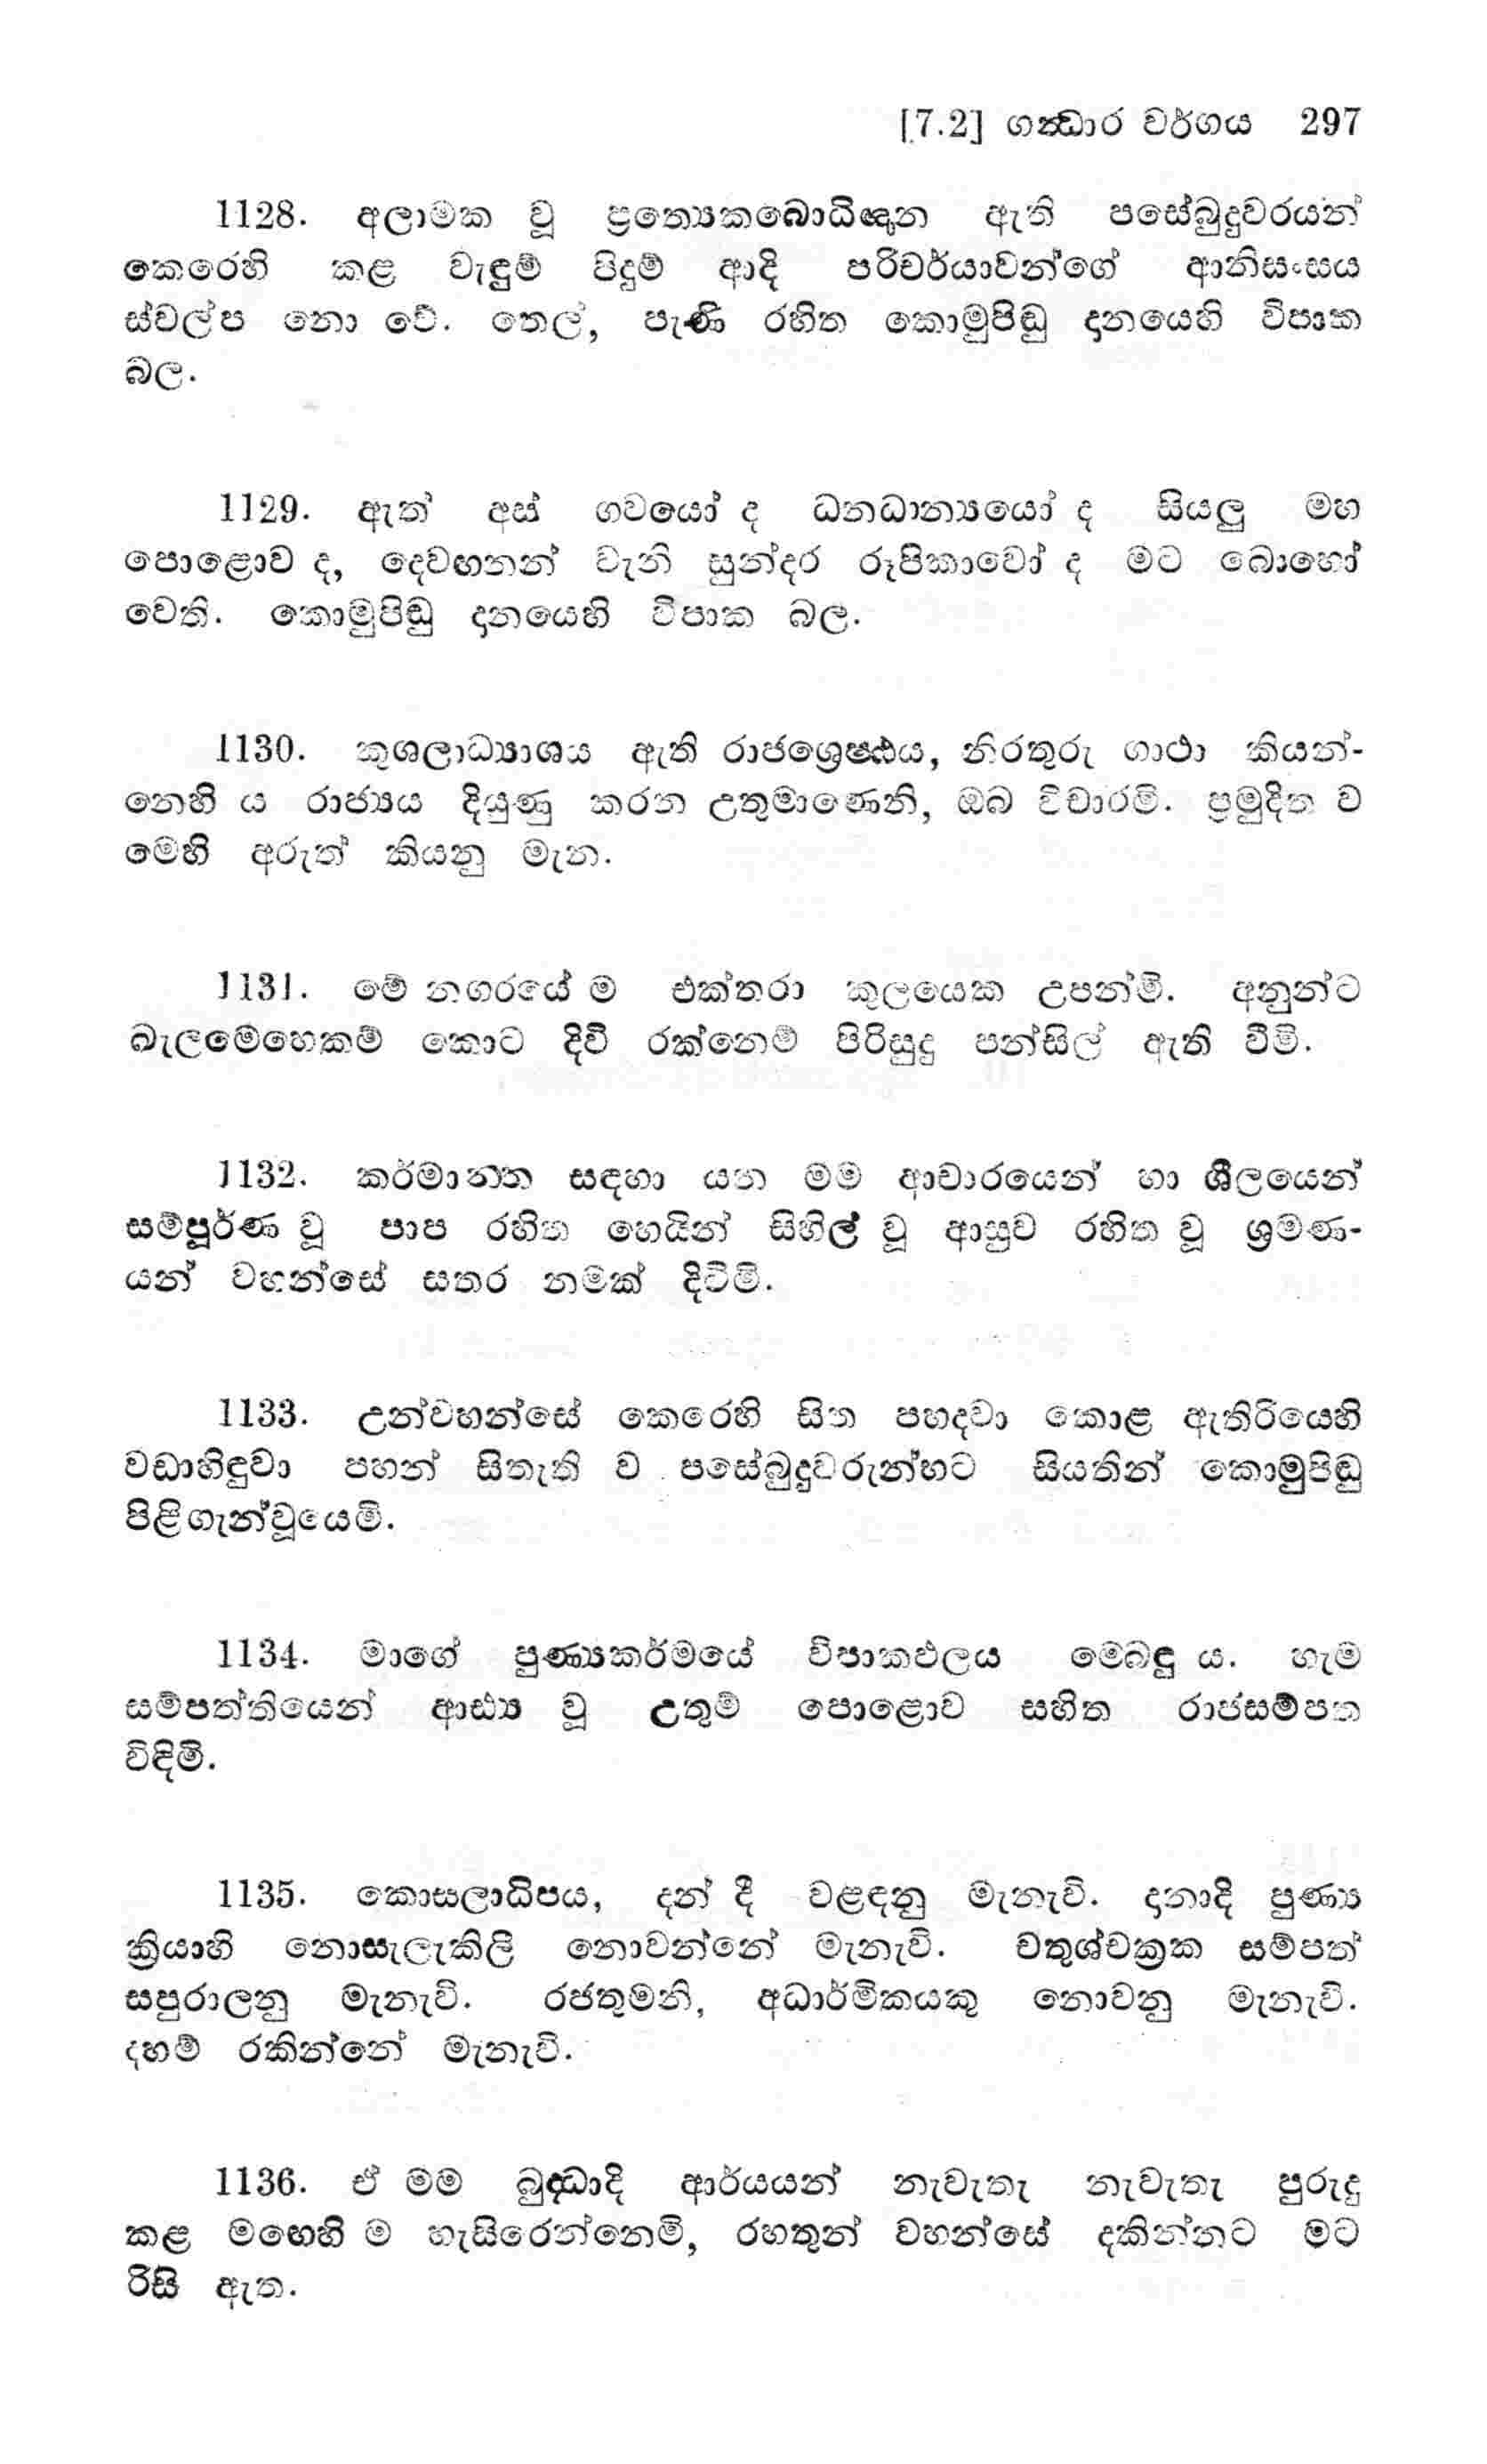 [7.2] ගන්‍ධාර වර්ගය 297
1128. අලාමක වූ ප්‍රත්‍යෙකබොධිඥාන ඇති පසේබුදුවරයන්
කෙරෙහි කළ වැඳුම් පිදුම් ආදි පරිචර්යාවන්ගේ ආනිසංසය
ස්වල්ප නො වේ. තෙල්, පැණි රහිත කොමුපිඬු දානයෙහි විපාක
බල.
1129. ඇත් අස් ගවයෝ ද ධනධාන්‍යයෝ ද සියලු මහ
පොළොව ද, දෙවඟනන් වැනි සුන්දර රූපිකාවෝ ද මට බොහෝ
වෙති. කොමුපිඬු දානයෙහි විපාක බල.
1130. කුශලාධ්‍යාශය ඇති රාජශ්‍රෙෂ්ඨය, නිරතුරු ගාථා කියන්-
නෙහි ය රාජ්‍යය දියුණු කරන උතුමාණෙනි, ඔබ විචාරමි. ප්‍රමුදිත ව
මෙහි අරුත් කියනු මැන.
1131. මේ නගරයේ ම එක්තරා කුලයෙක උපන්මි. අනුන්ට
බැලමෙහෙකම් කොට දිවි රක්නෙම් පිරිසුදු පන්සිල් ඇති වීමි.
1132. කර්මාන්ත සඳහා යන මම ආචාරයෙන් හා ශීලයෙන්
සම්පූර්ණ වූ පාප රහිත හෙයින් සිහිල් වූ ආසුව රහිත වූ ශ්‍රමණ-
යන් වහන්සේ සතර නමක් දිටිමි.
1133. උන්වහන්සේ කෙරෙහි සිත පහදවා කොළ ඇතිරියෙහි
වඩාහිඳුවා පහන් සිතැති ව පසේබුදුවරුන්හට සියතින් කොමුපිඬු
පිළිගැන්වූයෙමි.
1134. මාගේ පුණ්‍යකර්මයේ විපාකඵලය මෙබඳු ය. හැම
සම්පත්තියෙන් ආඪ්‍ය වූ උතුම් පොළොව සහිත රාජසම්පත
විඳිමි.
1135. කොසලාධිපය, දන් දී වළඳනු මැනැවි. දානාදි පුණ්‍ය
ක්‍රියාහි නොසැලැකිලි නොවන්නේ මැනැවි. චතුශ්චක්‍රක සම්පත්
සපුරාලනු මැනැවි. රජතුමනි, අධාර්මිකයකු නොවනු මැනැවි.
දහම් රකින්නේ මැනැවි.
1136. ඒ මම බුද්ධාදි ආර්යයන් නැවැතැ නැවැතැ පුරුදු
කළ මඟෙහි ම හැසිරෙන්නෙමි, රහතුන් වහන්සේ දකින්නට මට
රිසි ඇත.